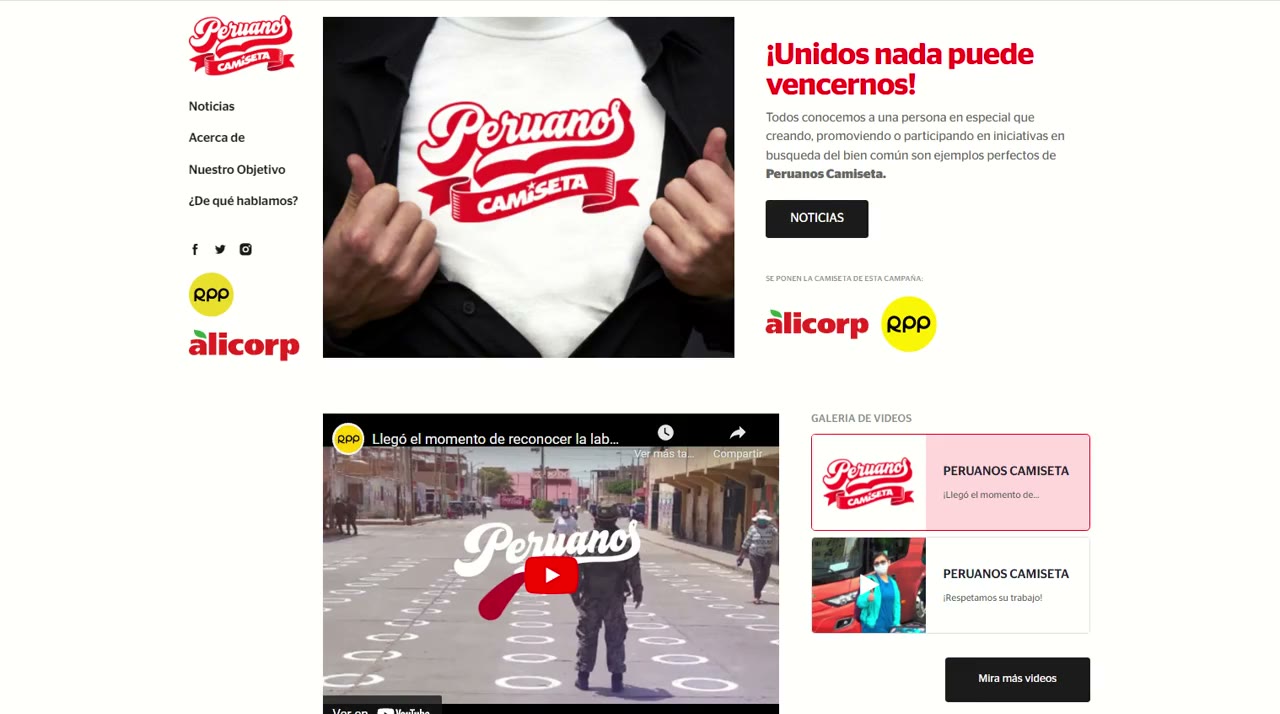 Peruanos
CAMISETA
Noticias
Acerca de
Nuestro Objetivo
¿De qué hablamos?
RPP
alicorp
Peruanos
CAMISETA
¡Unidos nada puede
vencernos!
Todos conocemos a una persona en especial que
creando, promoviendo o participando en iniciativas en
busqueda del bien común son ejemplos perfectos de
Peruanos Camiseta.
NOTICIAS
SE PONEN LA CAMISETA DE ESTA CAMPAÑA:
alicorp
RPP
RPP
Llegó el momento de reconocer la lab...
Ver más ta...
Compartir
Peruanos
Ver en YouTube
GALERIA DE VIDEOS
Peruanos
CAMISETA
PERUANOS CAMISETA
¡Llegó el momento de...
PERUANOS CAMISETA
¡Respetamos su trabajo!
Mira más videos